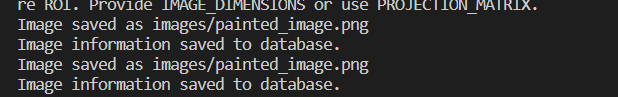 re ROI. Provide IMAGE_DIMENSIONS or use PROJECTION_MATRIX.
Image saved as images/painted_image.png
Image information saved to database.
Image saved as images/painted_image.png
Image information saved to database.